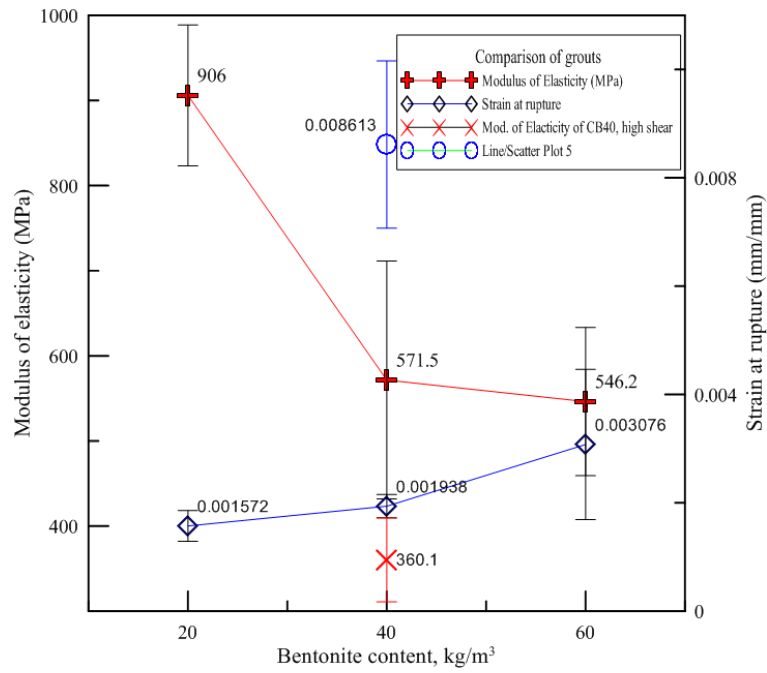 1000
800
600
400
Modulus of elasticity (MPa)
906
0.008613
571.5
546.2
0.003076
0.001938
0.001572
360.1
Comparison of grouts
Modulus of Elasticity (MPa)
Strain at rupture
Mod. of Elacticity of CB40, high shear
Line/Scatter Plot 5
0.008
0.004
0
Strain at rupture (mm/mm)
20 40 60
Bentonite content, kg/m³